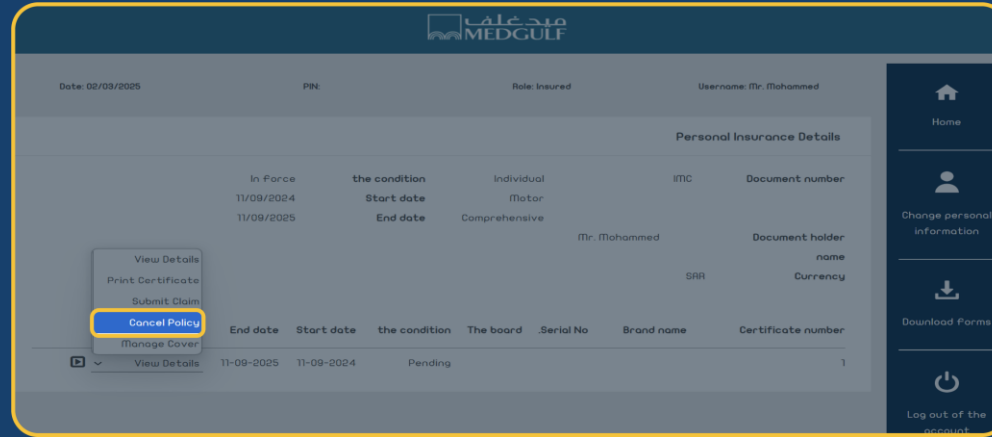 ميدغلف
MEDGULF
Date: 02/03/2025 PIN: Role: Insured Username: Mr. Mohammed
Personal Insurance Details
In force the condition Individual IMC Document number
11/09/2024 Start date Motor
11/09/2025 End date Comprehensive
Mr. Mohammed Document holder
name
SAR Currency
View Details
Print Certificate
Submit Claim
Cancel Policy
Manage Cover
End date Start date the condition The board .Serial No Brand name Certificate number
View Details 11-09-2025 11-09-2024 Pending 1
Home
Change personal
information
Download Forms
Log out of the
account